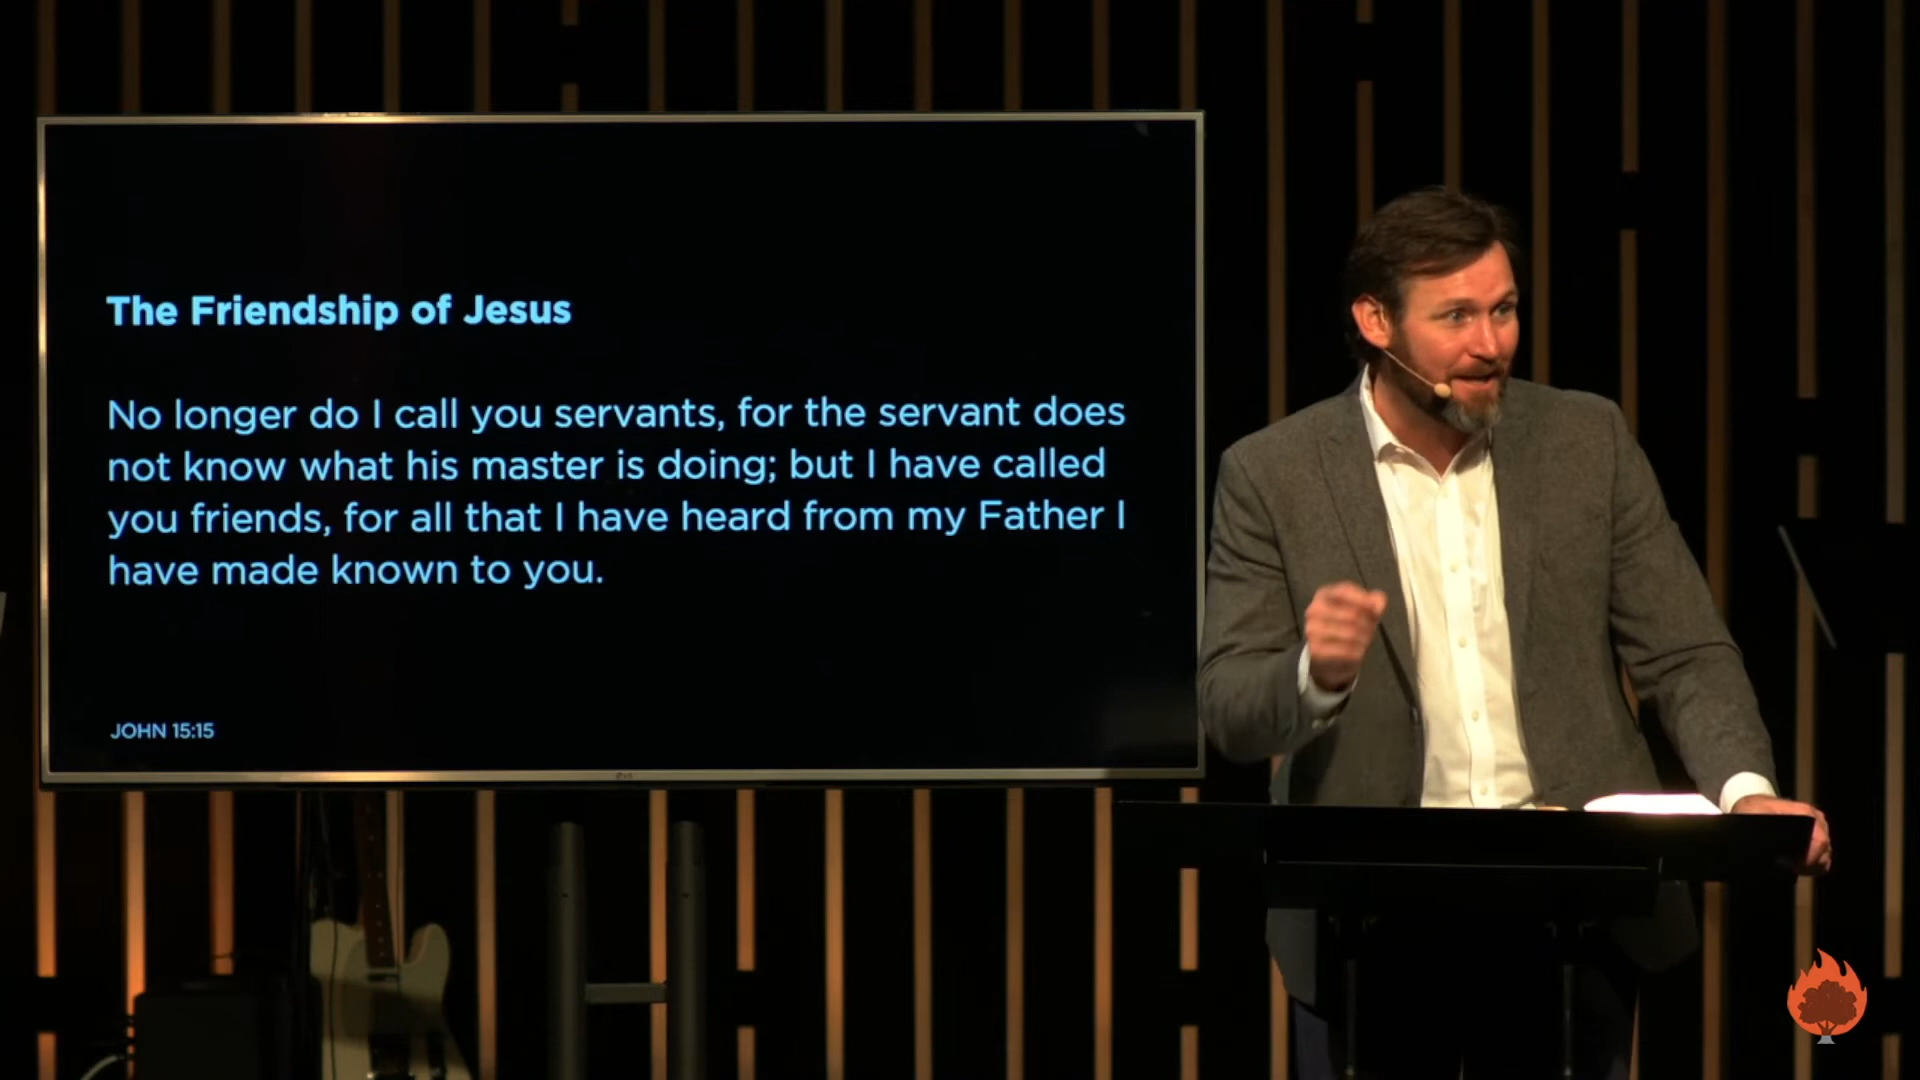 The Friendship of Jesus
No longer do I call you servants, for the servant does
not know what his master is doing; but I have called
you friends, for all that I have heard from my Father I
have made known to you.
JOHN 15:15
LG